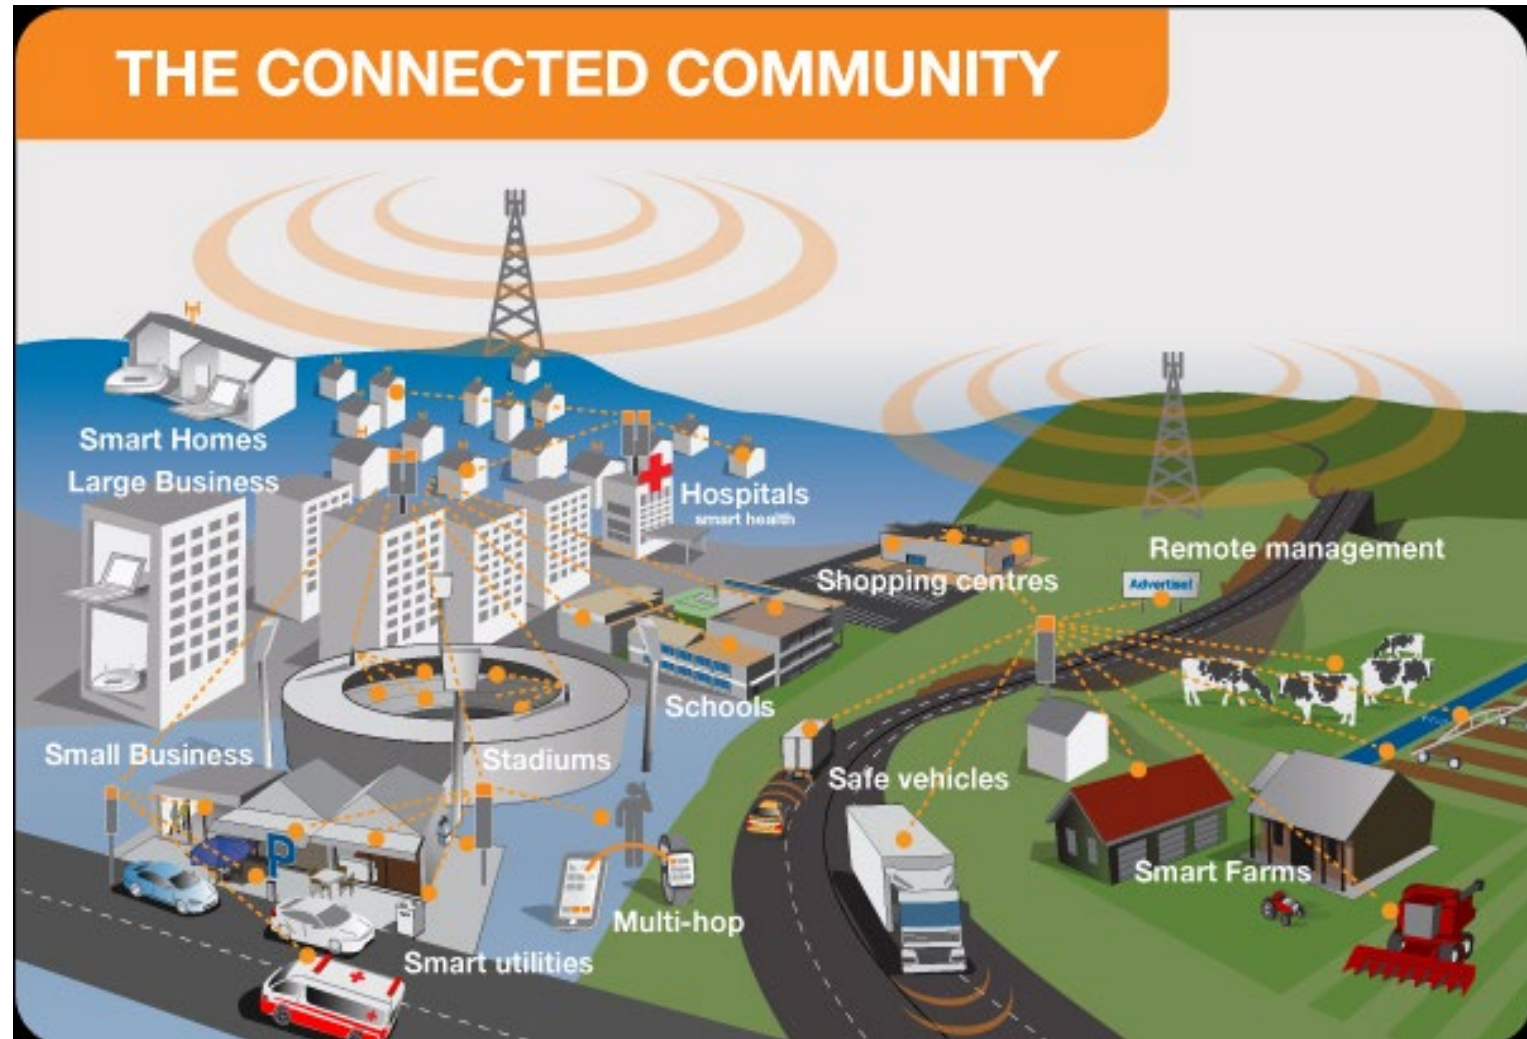 THE CONNECTED COMMUNITY
Smart Homes
Large Business
Hospitals
smart health
Shopping centres
Remote management
Advertise!
Schools
Small Business
Stadiums
Safe vehicles
P
Smart Farms
Multi-hop
Smart utilities